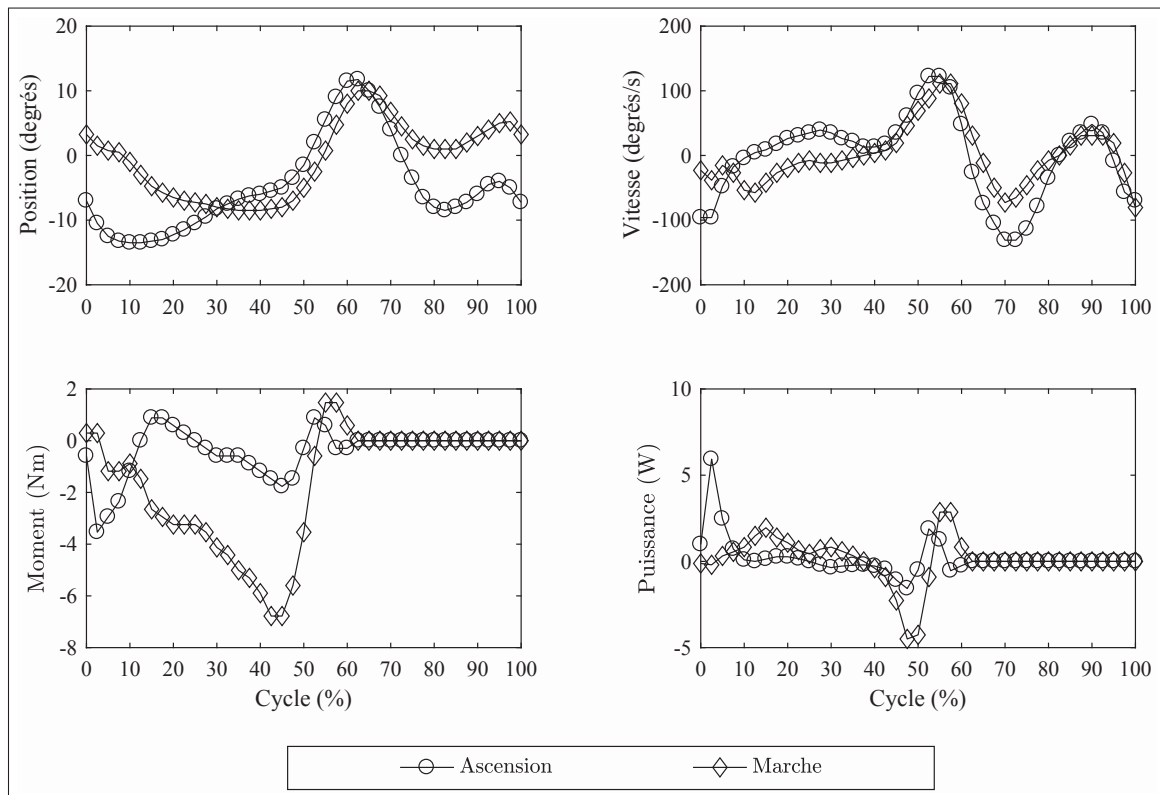 20
10
0
-10
-20
Position (degrés)
0 10 20 30 40 50 60 70 80 90 100
200
100
0
-100
-200
Vitesse (degrés/s)
0 10 20 30 40 50 60 70 80 90 100
2
0
-2
-4
-6
-8
Moment (Nm)
0 10 20 30 40 50 60 70 80 90 100
Cycle (%)
10
5
0
-5
Puissance (W)
0 10 20 30 40 50 60 70 80 90 100
Cycle (%)
Ascension Marche